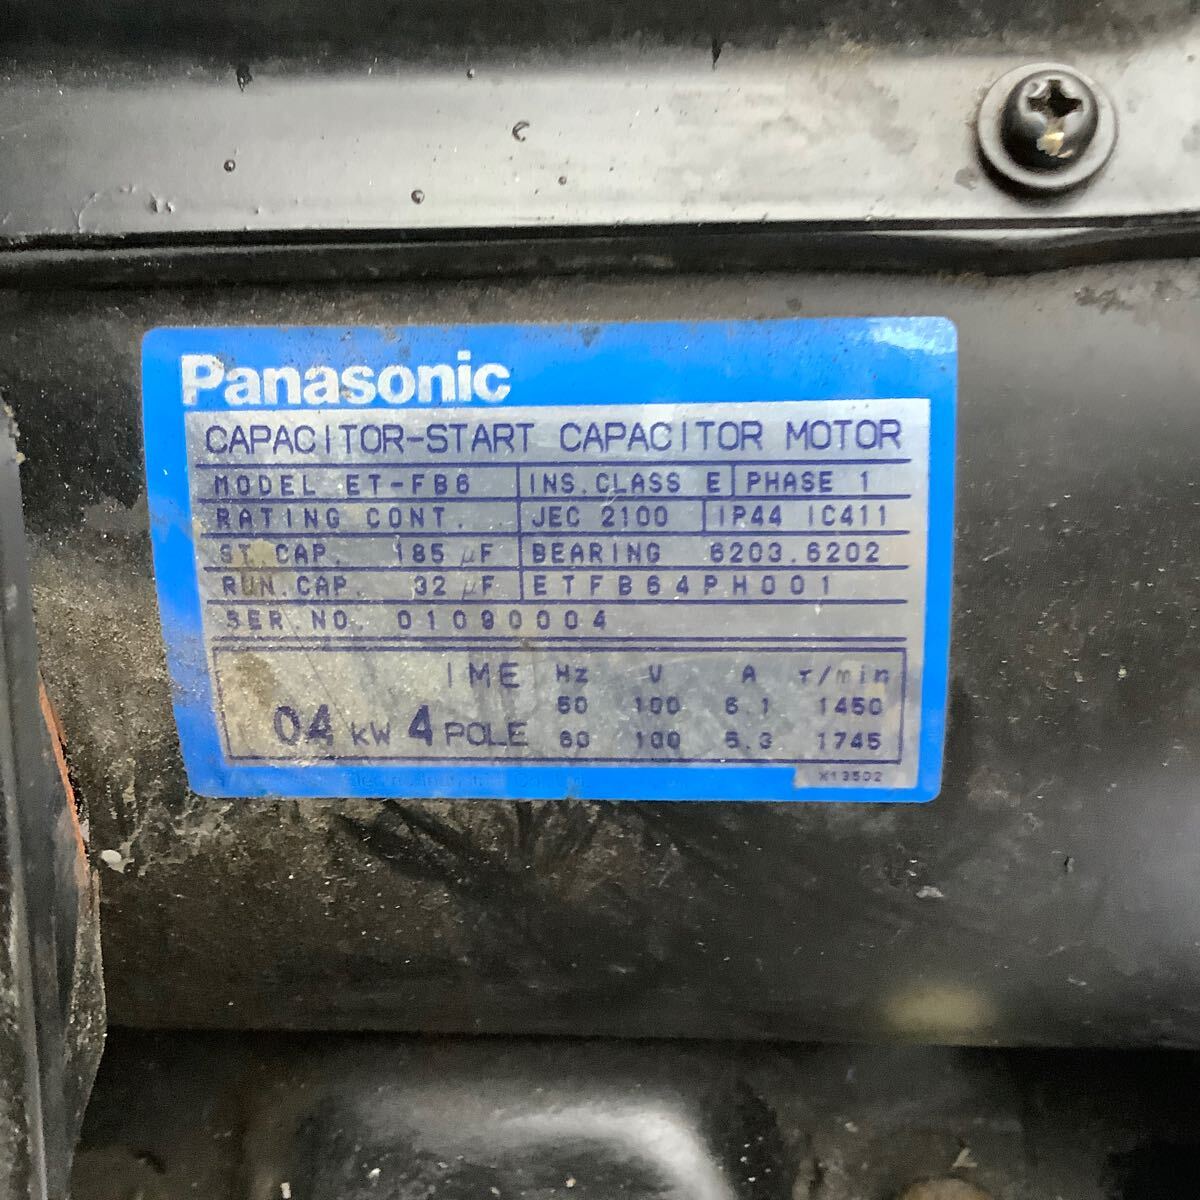 Panasonic
CAPACITOR-START CAPACITOR MOTOR
MODEL ET-FB6 INS.CLASS E PHASE 1
RATING CONT. JEC 2100 IP44 IC411
ST.CAP. 185 μF BEARING 6203.6202
RUN.CAP. 32 μF ETFB64PH001
SER.NO. 01090004
IME Hz V A r/min
04 kW 4 POLE
50 100 6.1 1450
60 100 5.3 1745
X13502